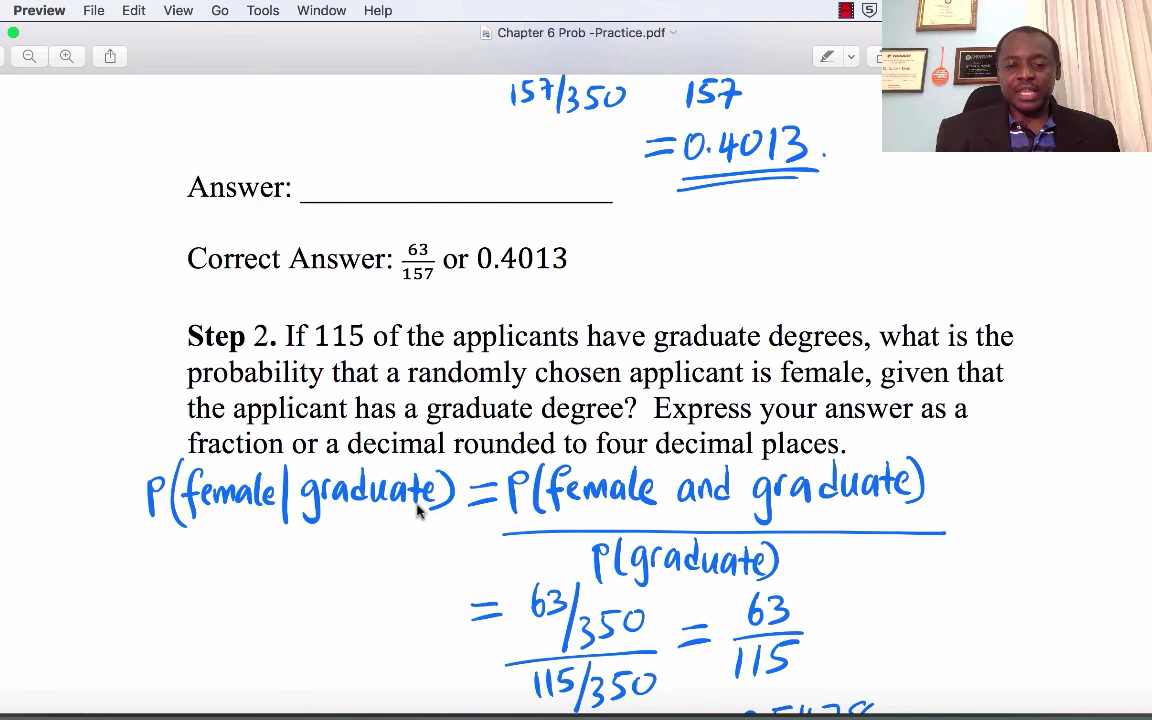 Preview File Edit View Go Tools Window Help 5
Chapter 6 Prob -Practice.pdf
157/350 157
=0.4013.
Answer:
Correct Answer: 63/157 or 0.4013
Step 2. If 115 of the applicants have graduate degrees, what is the
probability that a randomly chosen applicant is female, given that
the applicant has a graduate degree? Express your answer as a
fraction or a decimal rounded to four decimal places.
P(female|graduate) = P(female and graduate)
P(graduate)
= 63/350 = 63
115/350 115